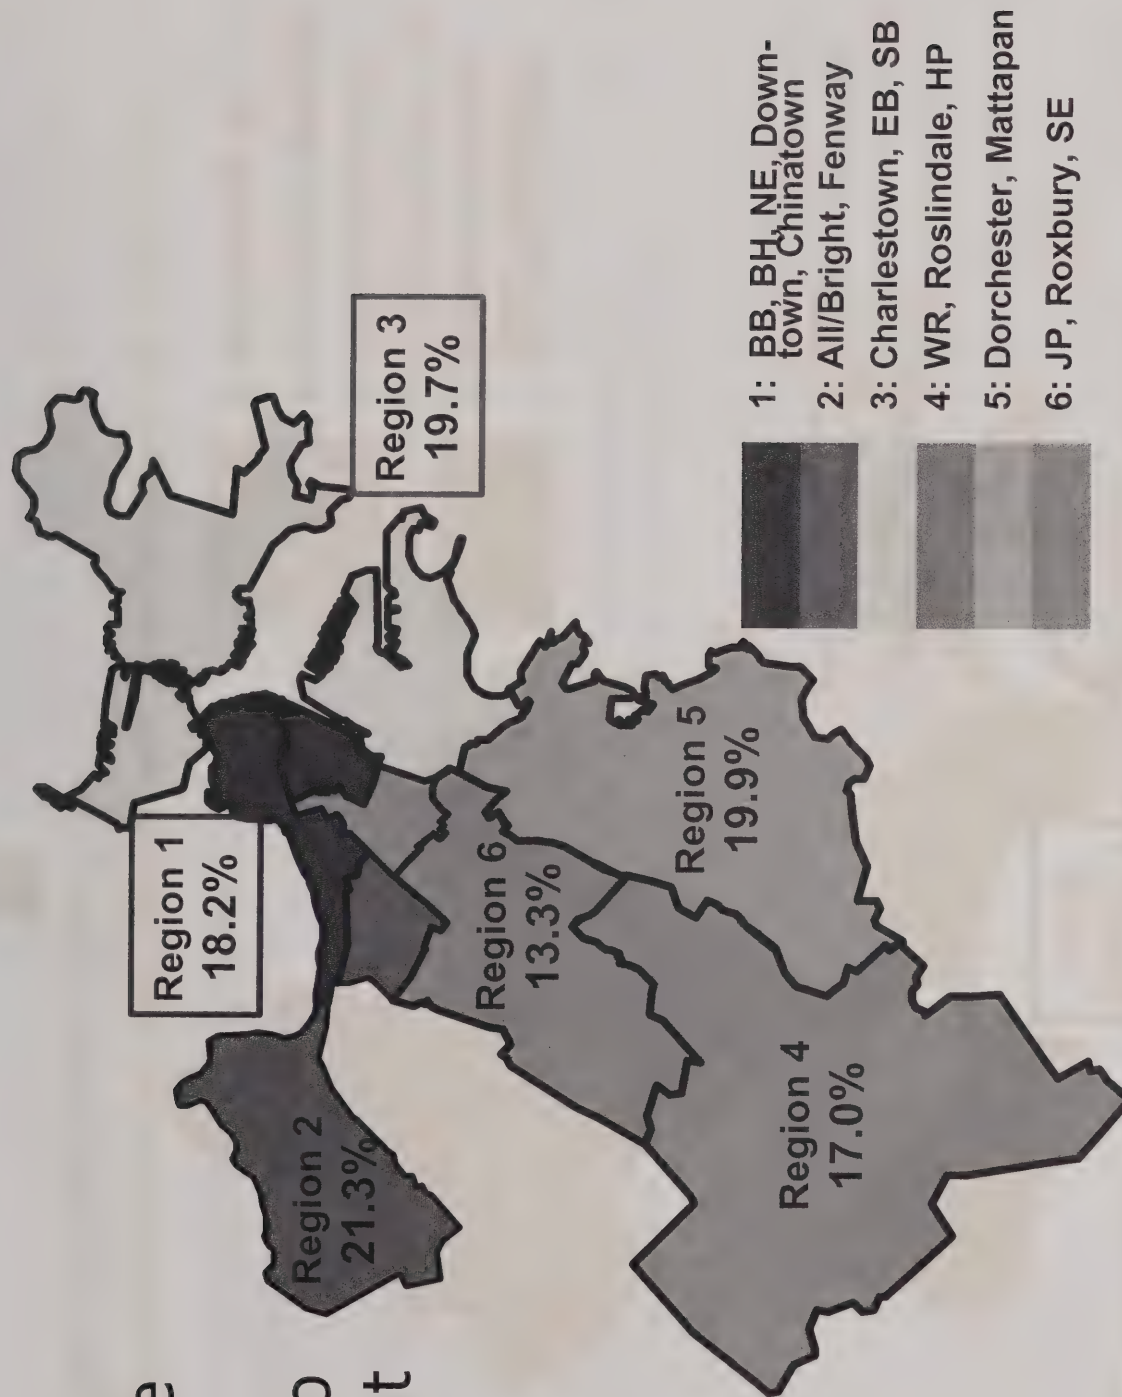 Region 1
18.2%
Region 3
19.7%
Region 2
21.3%
Region 6
13.3%
Region 5
19.9%
Region 4
17.0%
1: BB, BH, NE, Down-
town, Chinatown
2: All/Bright, Fenway
3: Charlestown, EB, SB
4: WR, Roslindale, HP
5: Dorchester, Mattapan
6: JP, Roxbury, SE